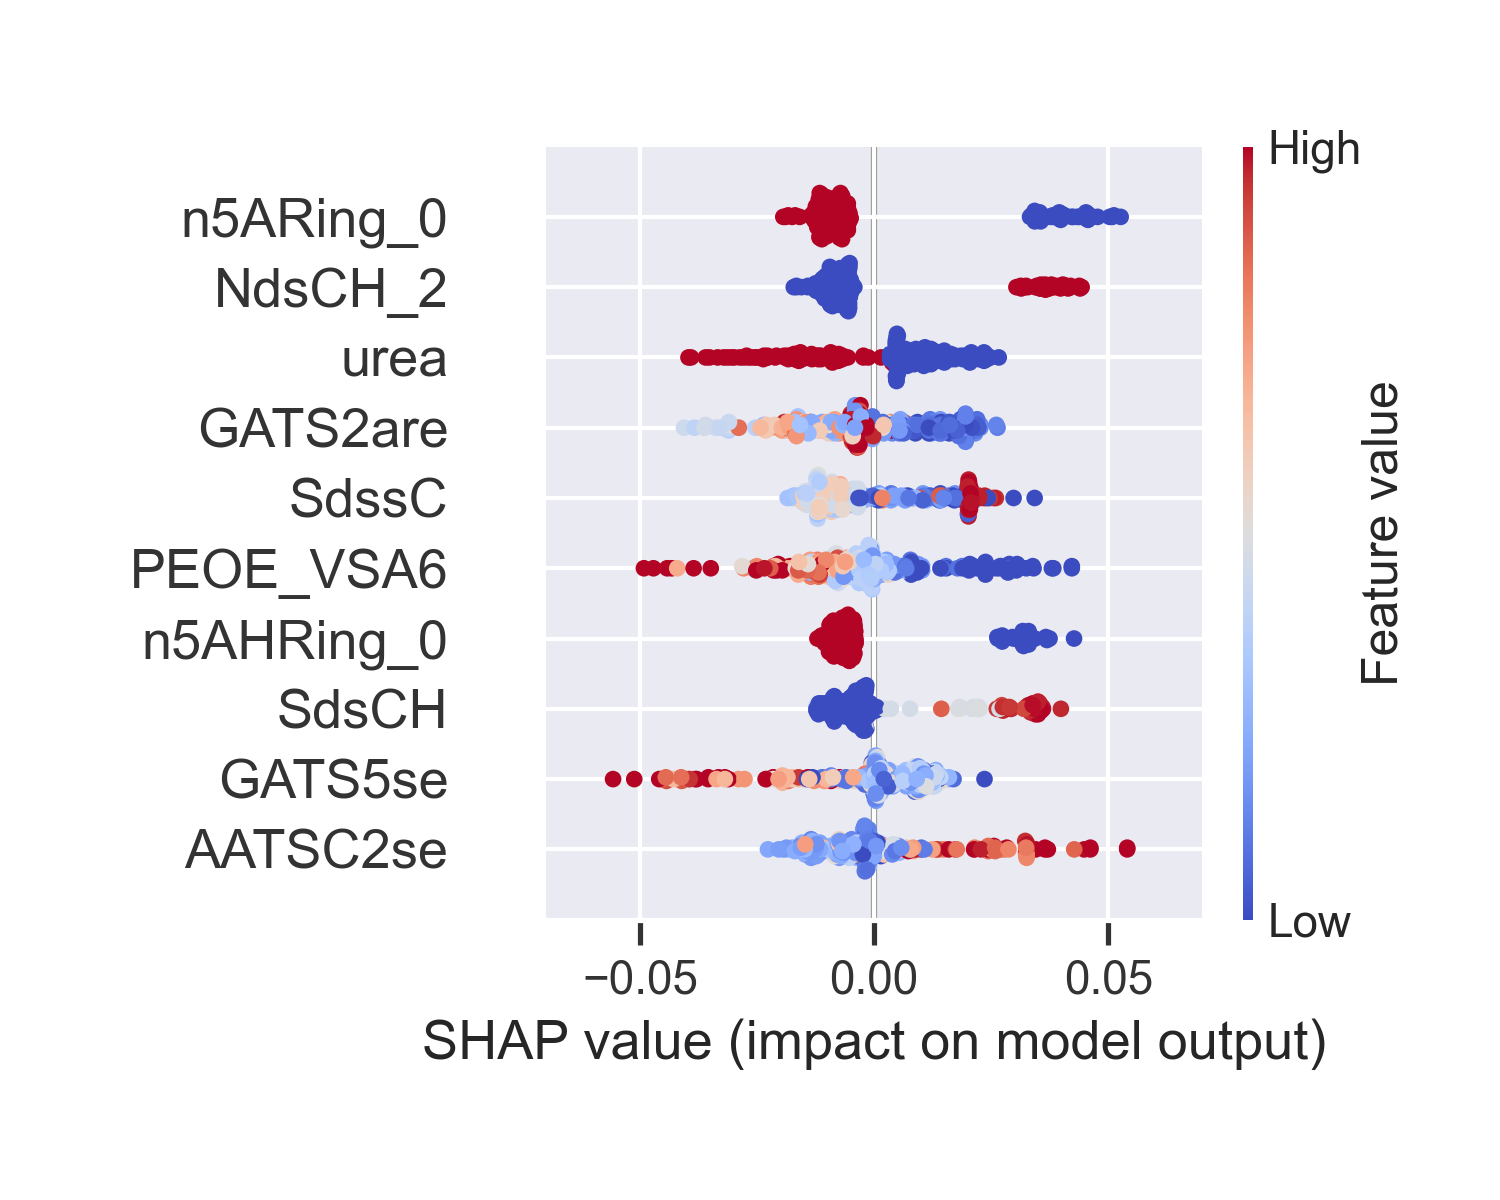 High
n5ARing_0
NdsCH_2
urea
GATS2are
SdssC
PEOE_VSA6
n5AHRing_0
SdsCH
GATS5se
AATSC2se
Feature value
Low
−0.05 0.00 0.05
SHAP value (impact on model output)